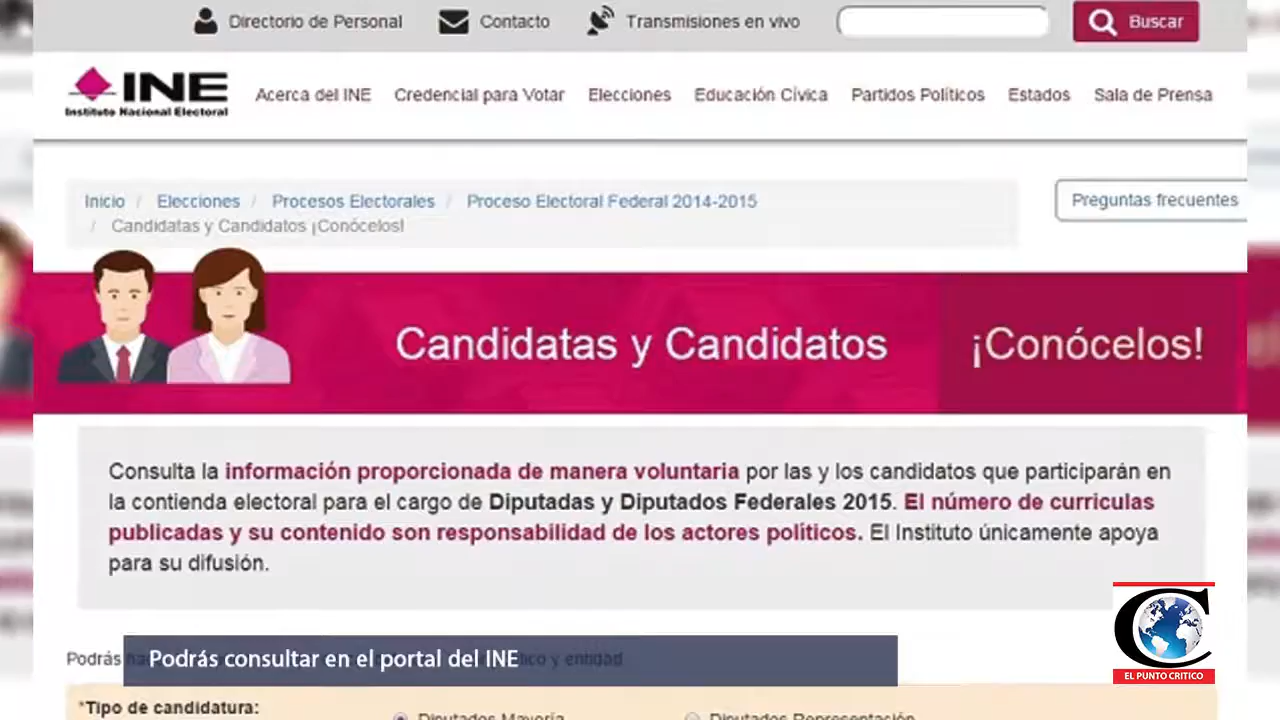 Directorio de Personal
Contacto
Transmisiones en vivo
Buscar
INE
Instituto Nacional Electoral
Acerca del INE
Credencial para Votar
Elecciones
Educación Cívica
Partidos Políticos
Estados
Sala de Prensa
Inicio / Elecciones / Procesos Electorales / Proceso Electoral Federal 2014-2015
/ Candidatas y Candidatos ¡Conócelos!
Preguntas frecuentes
Candidatas y Candidatos
¡Conócelos!
Consulta la información proporcionada de manera voluntaria por las y los candidatos que participarán en
la contienda electoral para el cargo de Diputadas y Diputados Federales 2015. El número de curriculas
publicadas y su contenido son responsabilidad de los actores políticos. El Instituto únicamente apoya
para su difusión.
Podrás
y entidad
Podrás consultar en el portal del INE
C
EL PUNTO CRITICO
*Tipo de candidatura:
Diputados Mayoría
Diputados Representación